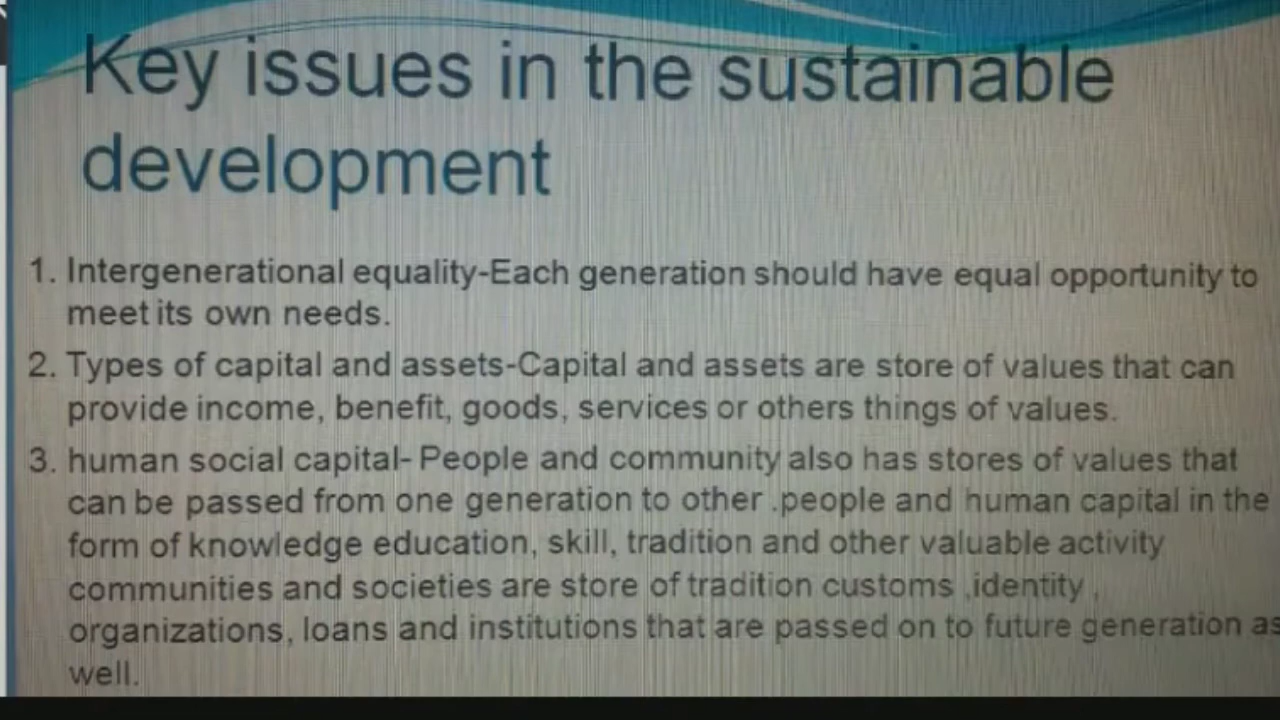 Key issues in the sustainable
development
1. Intergenerational equality-Each generation should have equal opportunity to
meet its own needs.
2. Types of capital and assets-Capital and assets are store of values that can
provide income, benefit, goods, services or others things of values.
3. human social capital- People and community also has stores of values that
can be passed from one generation to other .people and human capital in the
form of knowledge education, skill, tradition and other valuable activity
communities and societies are store of tradition customs ,identity ,
organizations, loans and institutions that are passed on to future generation as
well.